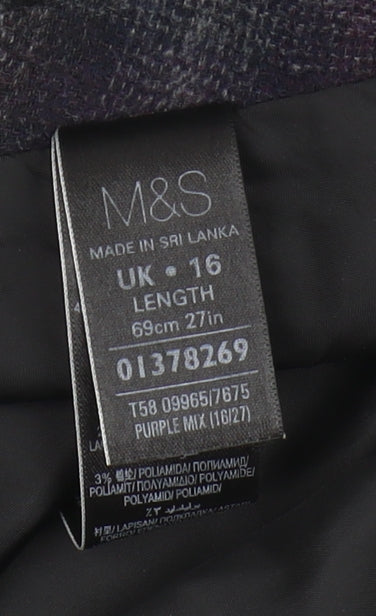 M&S
MADE IN SRI LANKA
UK • 16
LENGTH
69cm 27in
01378269
T58 09965/7675
PURPLE MIX (16/27)
LA
3% POLIAMIDA/ ПОЛИАМИД/
POLIAMIT/ ΠΟΛΥΑΜΙΔΙΟ/ POLYAMIDE/
POLYAMID/ POLIAMID/